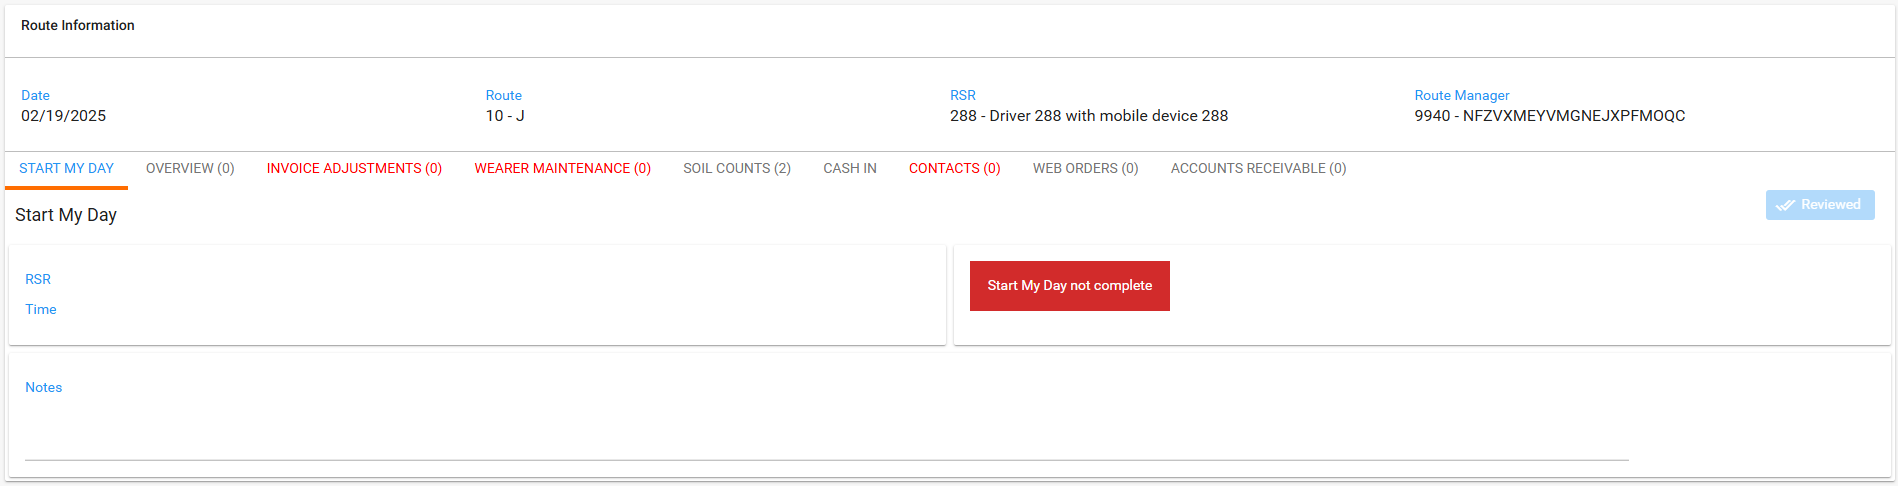 Route Information
Date
02/19/2025
Route
10 - J
RSR
288 - Driver 288 with mobile device 288
Route Manager
9940 - NFZVXMEYVMGNEJXPFMOQC
START MY DAY
OVERVIEW (0)
INVOICE ADJUSTMENTS (0)
WEARER MAINTENANCE (0)
SOIL COUNTS (2)
CASH IN
CONTACTS (0)
WEB ORDERS (0)
ACCOUNTS RECEIVABLE (0)
Start My Day
Reviewed
RSR
Time
Start My Day not complete
Notes